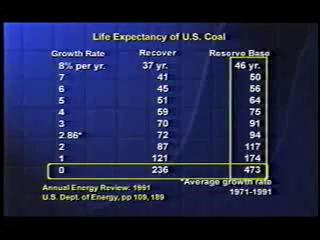 Life Expectancy of U.S. Coal
Growth Rate Recover Reserve Base
8% per yr. 37 yr. 46 yr.
7 41 50
6 45 56
5 51 64
4 59 75
3 70 91
2.86* 72 94
2 87 117
1 121 174
0 236 473
Annual Energy Review: 1991
U.S. Dept. of Energy, pp 109, 189
*Average growth rate
1971-1991